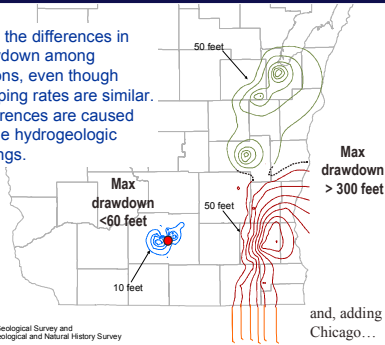 the differences in
down among
ons, even though
ping rates are similar.
rences are caused
e hydrogeologic
ngs.
50 feet
Max
drawdown
> 300 feet
Max
drawdown
<60 feet
50 feet
10 feet
and, adding
Chicago…
eological Survey and
ological and Natural History Survey